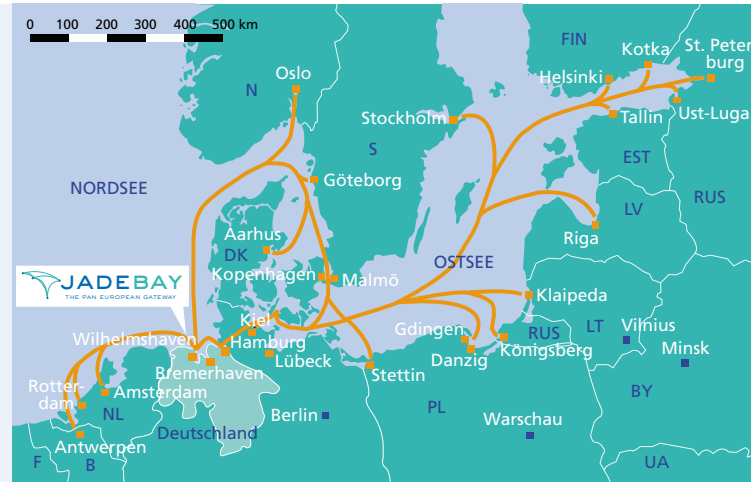 0 100 200 300 400 500 km
FIN
Kotka
St. Peter
burg
Oslo
Helsinki
N
Stockholm
Tallin
Ust-Luga
S
EST
NORDSEE
Göteborg
RUS
LV
Aarhus
DK
Riga
OSTSEE
Kopenhagen
Malmö
JADEBAY
THE PAN EUROPEAN GATEWAY
Klaipeda
Kiel
Gdingen
RUS
LT
Vilnius
Wilhelmshaven
Hamburg
Königsberg
Minsk
Lübeck
Danzig
Bremerhaven
Stettin
Rotter-
dam
Amsterdam
BY
NL
PL
Berlin
Warschau
Deutschland
Antwerpen
F
B
UA